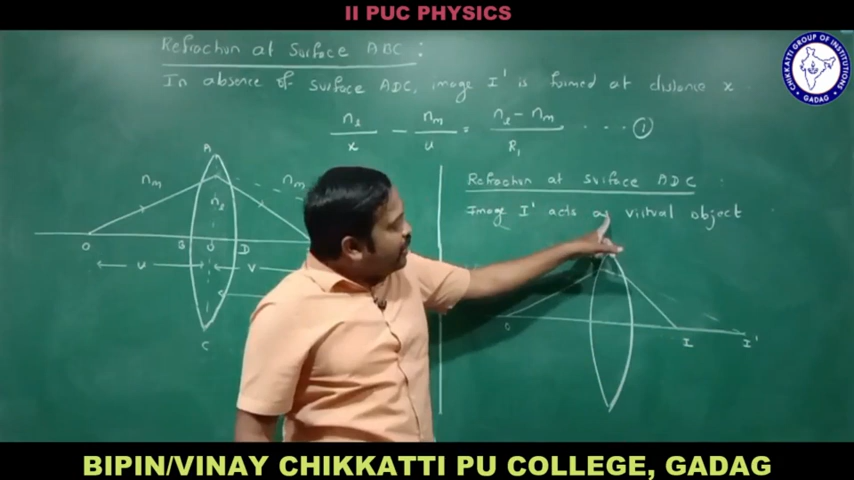 II PUC PHYSICS
CHIKKATTI GROUP OF INSTITUTIONS
GADAG
Refraction at surface ABC :
In absence of surface ADC, image I' is formed at distance x
n₂/x - nₘ/u = n₂ - nₘ/R₁ .... ①
Refraction at surface ADC
Image I' acts as virtual object
A
nₘ
nₘ
n₂
O
B
O
D
u
v
C
O
I
I'
BIPIN/VINAY CHIKKATTI PU COLLEGE, GADAG